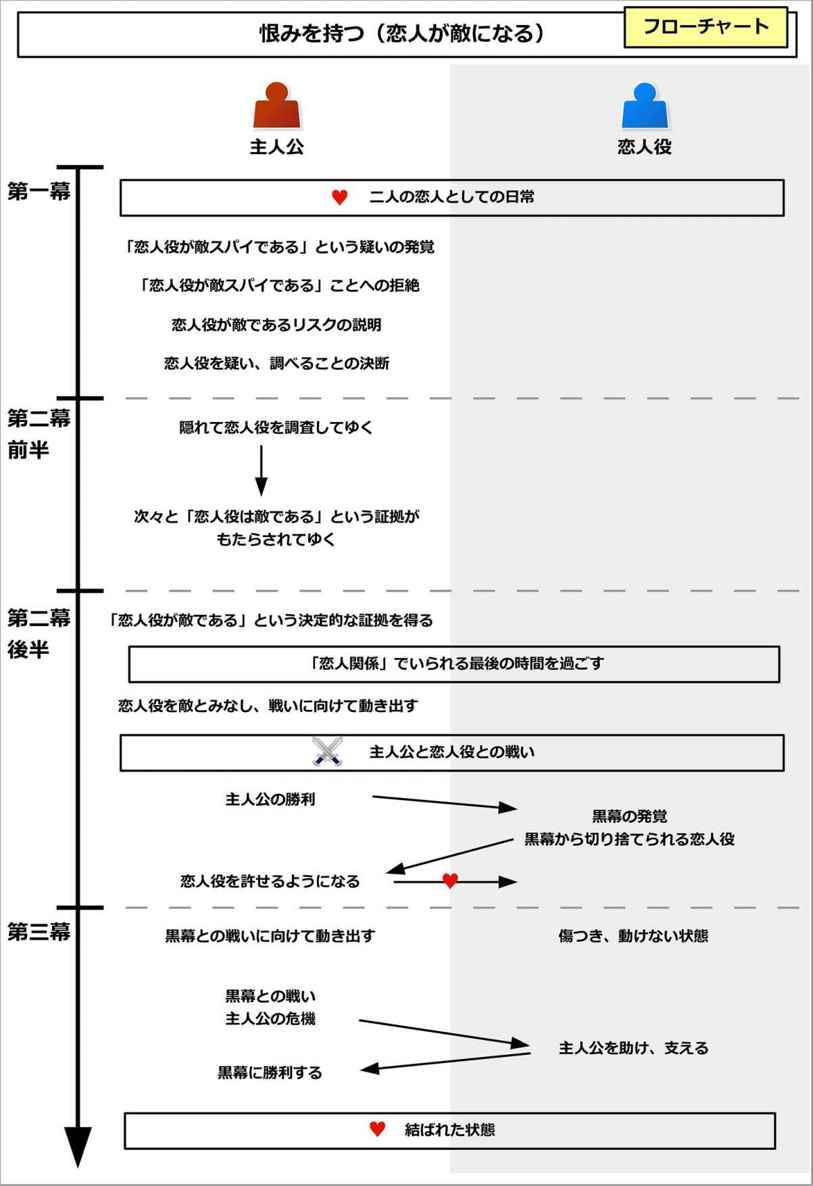 恨みを持つ（恋人が敵になる）
フローチャート
主人公
恋人役
第一幕
二人の恋人としての日常
「恋人役が敵スパイである」という疑いの発覚
「恋人役が敵スパイである」ことへの拒絶
恋人役が敵であるリスクの説明
恋人役を疑い、調べることの決断
第二幕
前半
隠れて恋人役を調査してゆく
次々と「恋人役は敵である」という証拠が
もたらされてゆく
第二幕
後半
「恋人役が敵である」という決定的な証拠を得る
「恋人関係」でいられる最後の時間を過ごす
恋人役を敵とみなし、戦いに向けて動き出す
主人公と恋人役との戦い
主人公の勝利
黒幕の発覚
黒幕から切り捨てられる恋人役
恋人役を許せるようになる
第三幕
黒幕との戦いに向けて動き出す
傷つき、動けない状態
黒幕との戦い
主人公の危機
主人公を助け、支える
黒幕に勝利する
結ばれた状態